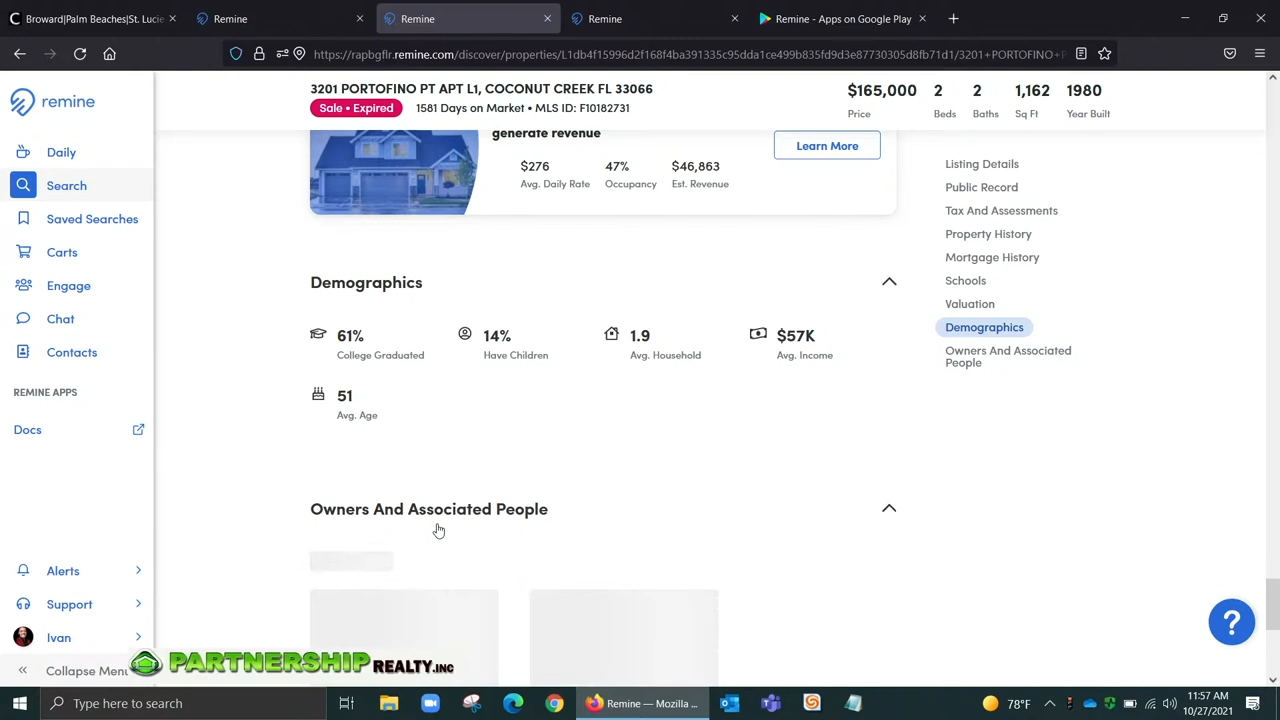 Broward|Palm Beaches|St. Lucie
Remine
Remine
Remine
Remine - Apps on Google Play
https://rapbgflr.remine.com/discover/properties/L1db4f15996d2f168f4ba391335c95dda1ce499b835fd9d3e87730305d8fb71d1/3201+PORTOFINO+P
remine
3201 PORTOFINO PT APT L1, COCONUT CREEK FL 33066
Sale • Expired
1581 Days on Market • MLS ID: F10182731
$165,000 2 2 1,162 1980
Price Beds Baths Sq Ft Year Built
Daily
Search
Saved Searches
Carts
Engage
Chat
Contacts
REMINE APPS
Docs
Alerts
Support
Ivan
Collapse Menu
generate revenue
$276 47% $46,863
Avg. Daily Rate Occupancy Est. Revenue
Learn More
Demographics
61% 14% 1.9 $57K
College Graduated Have Children Avg. Household Avg. Income
51
Avg. Age
Owners And Associated People
Listing Details
Public Record
Tax And Assessments
Property History
Mortgage History
Schools
Valuation
Demographics
Owners And Associated
People
?
PARTNERSHIP REALTY.INC
Type here to search
Remine — Mozilla ...
78°F
11:57 AM
10/27/2021